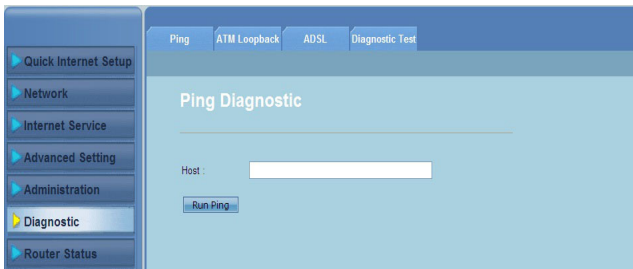 Ping
ATM Loopback
ADSL
Diagnostic Test
Quick Internet Setup
Network
Internet Service
Advanced Setting
Administration
Diagnostic
Router Status
Ping Diagnostic
Host :
Run Ping